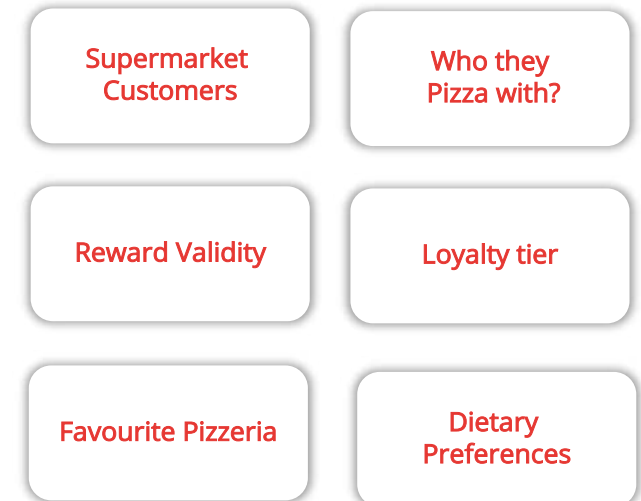 Supermarket
Customers
Who they
Pizza with?
Reward Validity
Loyalty tier
Favourite Pizzeria
Dietary
Preferences